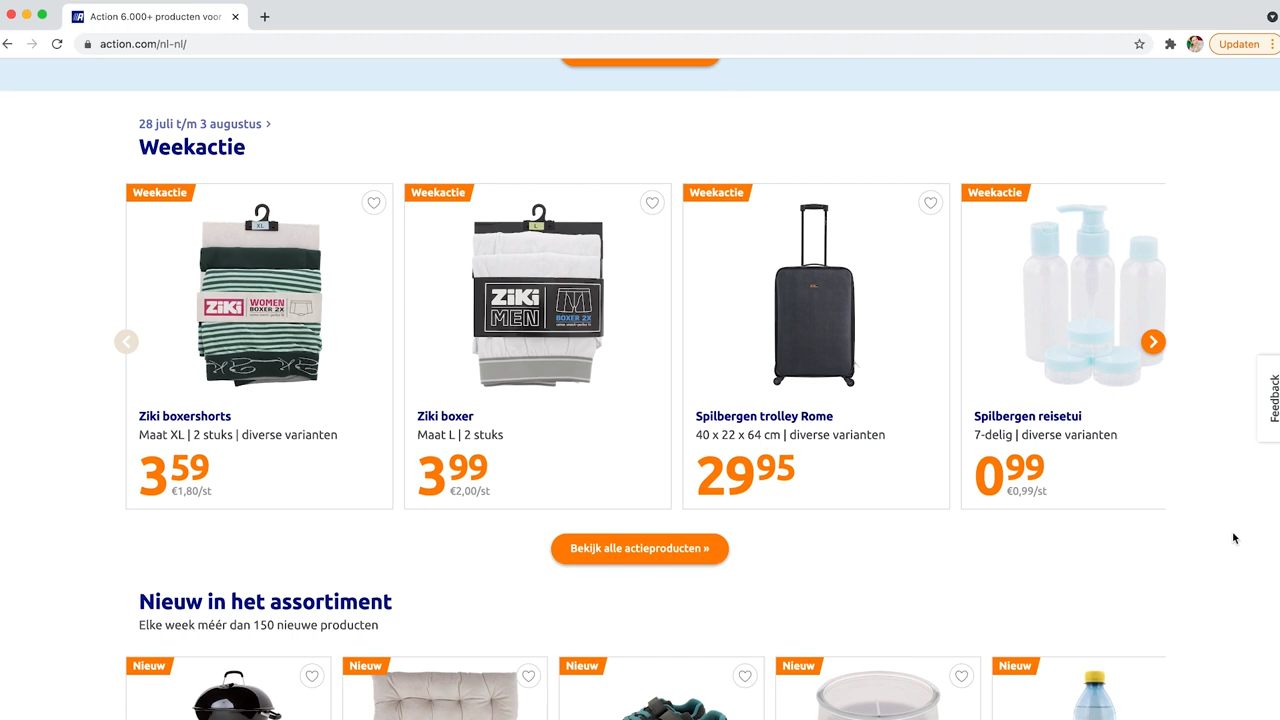 Action 6.000+ producten voor
action.com/nl-nl/
Updaten
28 juli t/m 3 augustus >
Weekactie
Weekactie
Weekactie
Weekactie
Weekactie
XL
ZiKi WOMEN BOXER 2X
L
ZiKi MEN BOXER 2X
Ziki boxershorts
Maat XL | 2 stuks | diverse varianten
3 59
€1,80/st
Ziki boxer
Maat L | 2 stuks
3 99
€2,00/st
Spilbergen trolley Rome
40 x 22 x 64 cm | diverse varianten
29 95
Spilbergen reisetui
7-delig | diverse varianten
0 99
€0,99/st
Feedback
Bekijk alle actieproducten »
Nieuw in het assortiment
Elke week méér dan 150 nieuwe producten
Nieuw
Nieuw
Nieuw
Nieuw
Nieuw